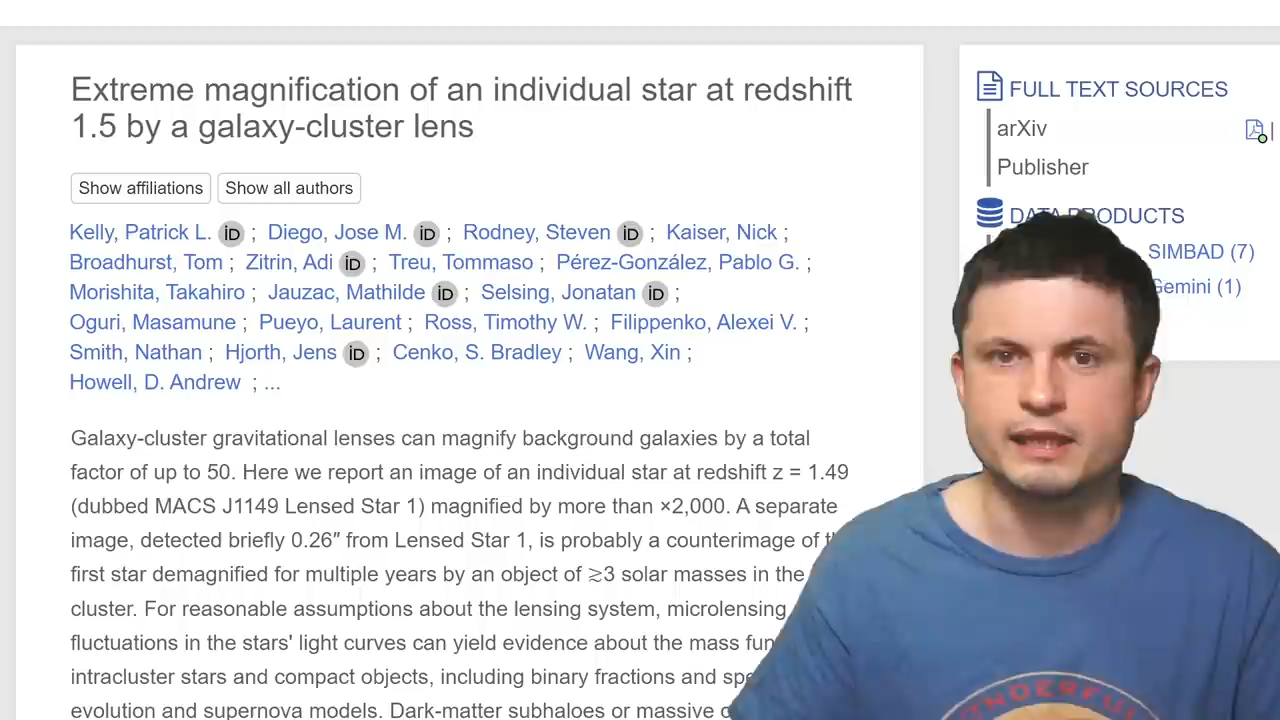 Extreme magnification of an individual star at redshift
1.5 by a galaxy-cluster lens
Show affiliations Show all authors
Kelly, Patrick L. iD ; Diego, Jose M. iD ; Rodney, Steven iD ; Kaiser, Nick ;
Broadhurst, Tom ; Zitrin, Adi iD ; Treu, Tommaso ; Pérez-González, Pablo G. ;
Morishita, Takahiro ; Jauzac, Mathilde iD ; Selsing, Jonatan iD ;
Oguri, Masamune ; Pueyo, Laurent ; Ross, Timothy W. ; Filippenko, Alexei V. ;
Smith, Nathan ; Hjorth, Jens iD ; Cenko, S. Bradley ; Wang, Xin ;
Howell, D. Andrew ; ...
Galaxy-cluster gravitational lenses can magnify background galaxies by a total
factor of up to 50. Here we report an image of an individual star at redshift z = 1.49
(dubbed MACS J1149 Lensed Star 1) magnified by more than ×2,000. A separate
image, detected briefly 0.26″ from Lensed Star 1, is probably a counterimage of
first star demagnified for multiple years by an object of ≳3 solar masses in the
cluster. For reasonable assumptions about the lensing system, microlensing
fluctuations in the stars' light curves can yield evidence about the mass
intracluster stars and compact objects, including binary fractions and
evolution and supernova models. Dark-matter subhaloes or massive
FULL TEXT SOURCES
arXiv
Publisher
DATA PRODUCTS
SIMBAD (7)
Gemini (1)